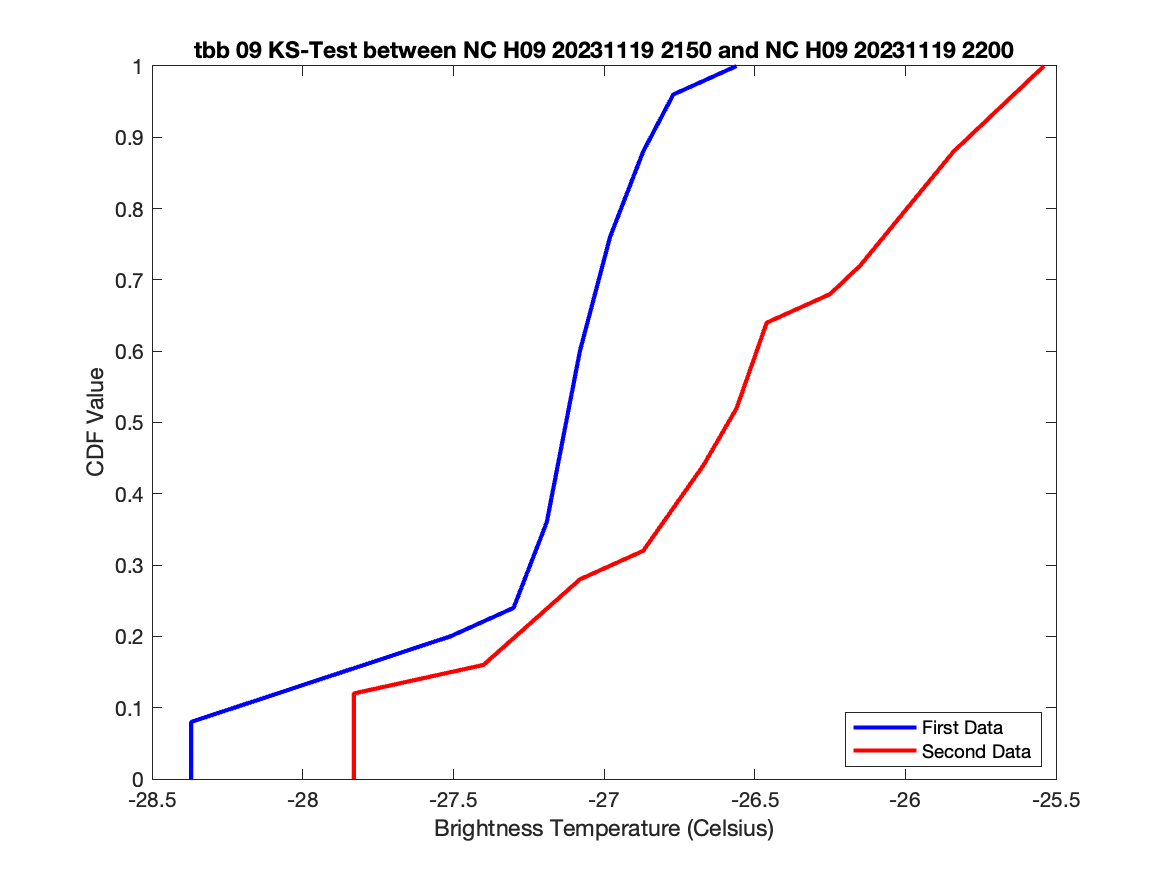 tbb 09 KS-Test between NC H09 20231119 2150 and NC H09 20231119 2200
1
0.9
0.8
0.7
0.6
0.5
0.4
0.3
0.2
0.1
0
CDF Value
-28.5 -28 -27.5 -27 -26.5 -26 -25.5
Brightness Temperature (Celsius)
First Data
Second Data